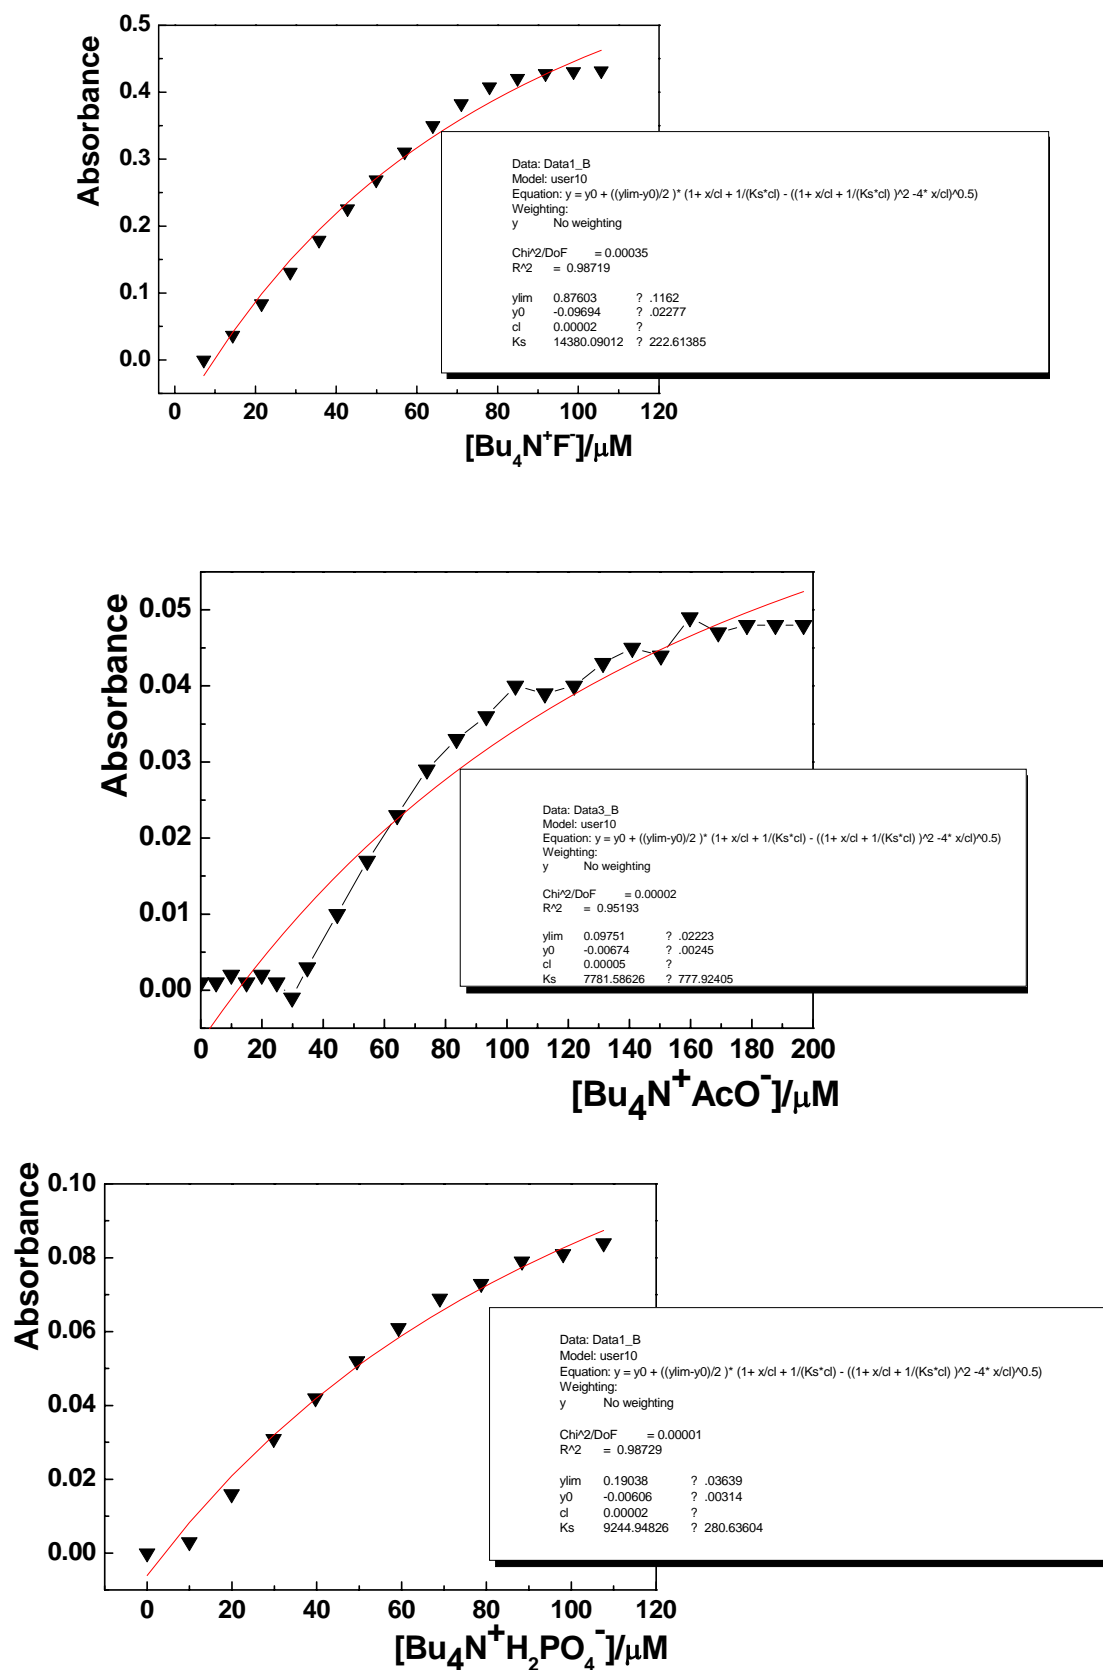 0.5
0.4
0.3
0.2
0.1
0.0
Absorbance
Data: Data1_B
Model: user10
Equation: y = y0 + ((ylim-y0)/2 )* (1+ x/cl + 1/(Ks*cl) - ((1+ x/cl + 1/(Ks*cl) )^2 -4* x/cl)^0.5)
Weighting:
y No weighting
Chi^2/DoF = 0.00035
R^2 = 0.98719
ylim 0.87603 ? .1162
y0 -0.09694 ? .02277
cl 0.00002 ?
Ks 14380.09012 ? 222.61385
0 20 40 60 80 100 120
[Bu4N+F-]/μM
0.05
0.04
0.03
0.02
0.01
0.00
Absorbance
Data: Data3_B
Model: user10
Equation: y = y0 + ((ylim-y0)/2 )* (1+ x/cl + 1/(Ks*cl) - ((1+ x/cl + 1/(Ks*cl) )^2 -4* x/cl)^0.5)
Weighting:
y No weighting
Chi^2/DoF = 0.00002
R^2 = 0.95193
ylim 0.09751 ? .02223
y0 -0.00674 ? .00245
cl 0.00005 ?
Ks 7781.58626 ? 777.92405
0 20 40 60 80 100 120 140 160 180 200
[Bu4N+AcO-]/μM
0.10
0.08
0.06
0.04
0.02
0.00
Absorbance
Data: Data1_B
Model: user10
Equation: y = y0 + ((ylim-y0)/2 )* (1+ x/cl + 1/(Ks*cl) - ((1+ x/cl + 1/(Ks*cl) )^2 -4* x/cl)^0.5)
Weighting:
y No weighting
Chi^2/DoF = 0.00001
R^2 = 0.98729
ylim 0.19038 ? .03639
y0 -0.00606 ? .00314
cl 0.00002 ?
Ks 9244.94826 ? 280.63604
0 20 40 60 80 100 120
[Bu4N+H2PO4-]/μM